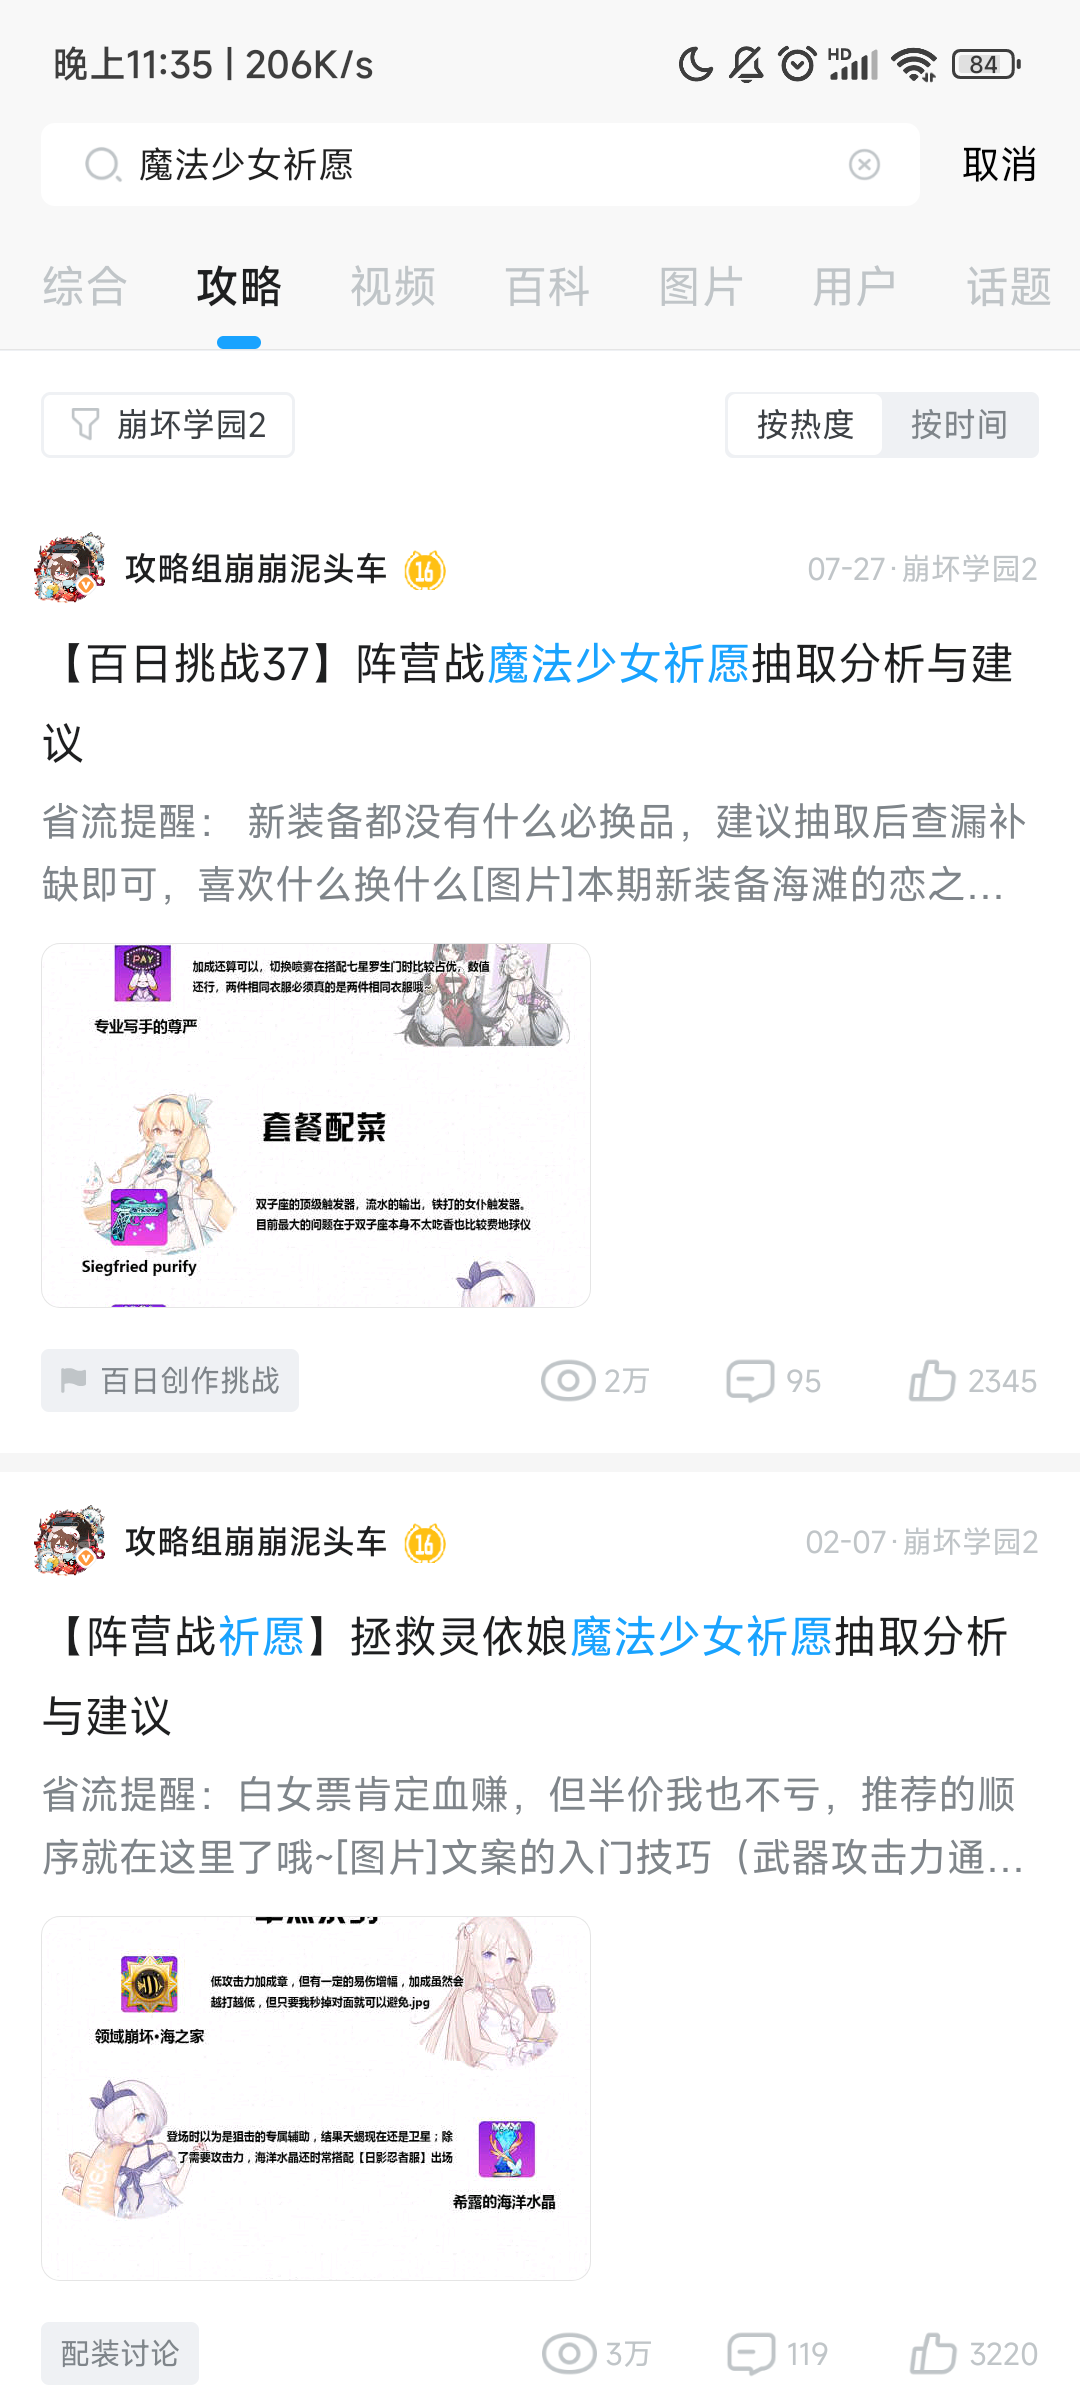 晚上11:35 | 206K/s
HD
84
魔法少女祈愿
取消
综合 攻略 视频 百科 图片 用户 话题
崩坏学园2
按热度 按时间
攻略组崩崩泥头车 16
07-27·崩坏学园2
【百日挑战37】阵营战魔法少女祈愿抽取分析与建
议
省流提醒： 新装备都没有什么必换品，建议抽取后查漏补
缺即可，喜欢什么换什么[图片]本期新装备海滩的恋之...
PAY
加成还算可以，切换喷雾在搭配七星罗生门时比较占优，数值
还行，两件相同衣服必须真的是两件相同衣服哦~
专业写手的尊严
套餐配菜
双子座的顶级触发器，流水的输出，铁打的女仆触发器。
目前最大的问题在于双子座本身不太吃香也比较费地球仪
Siegfried purify
百日创作挑战
2万 95 2345
攻略组崩崩泥头车 16
02-07·崩坏学园2
【阵营战祈愿】拯救灵依娘魔法少女祈愿抽取分析
与建议
省流提醒：白女票肯定血赚，但半价我也不亏，推荐的顺
序就在这里了哦~[图片]文案的入门技巧（武器攻击力通...
低攻击力加成章，但有一定的易伤增幅，加成虽然会
越打越低，但只要我秒掉对面就可以避免.jpg
领域崩坏•海之家
登场时以为是狙击的专属辅助，结果天蝎现在还是卫星；除
了需要攻击力，海洋水晶还时常搭配【日影忍者服】出场
希露的海洋水晶
配装讨论
3万 119 3220